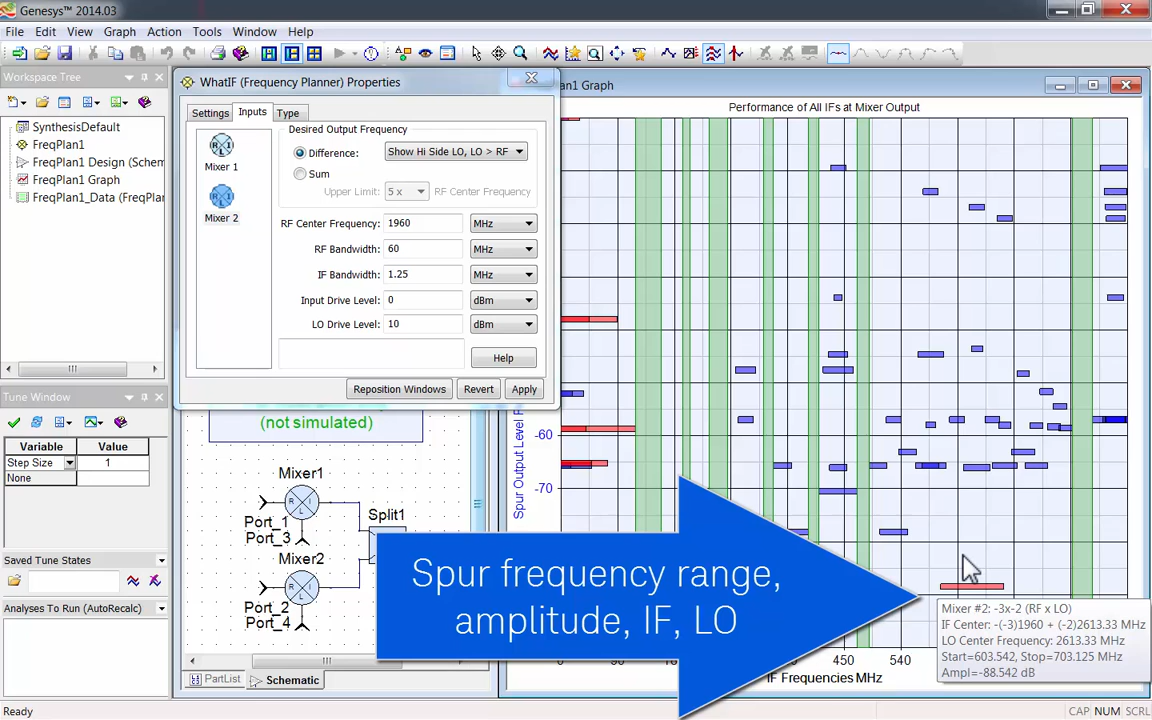 Genesys™ 2014.03
File Edit View Graph Action Tools Window Help
Workspace Tree
SynthesisDefault
FreqPlan1
FreqPlan1 Design (Schem
FreqPlan1 Graph
FreqPlan1_Data (FreqPlar
Tune Window
Variable Value
Step Size 1
None
Saved Tune States
Analyses To Run (AutoRecalc)
WhatIF (Frequency Planner) Properties
Settings Inputs Type
Mixer 1
Mixer 2
Desired Output Frequency
Difference: Show Hi Side LO, LO > RF
Sum
Upper Limit: 5 x RF Center Frequency
RF Center Frequency: 1960 MHz
RF Bandwidth: 60 MHz
IF Bandwidth: 1.25 MHz
Input Drive Level: 0 dBm
LO Drive Level: 10 dBm
Help
Reposition Windows Revert Apply
(not simulated)
Mixer1
R L I
Port_1
Port_3
Split1
Mixer2
R L I
Port_2
Port_4
PartList Schematic
Plan1 Graph
Performance of All IFs at Mixer Output
Spur Output Level
-60
-70
0 450 540
IF Frequencies MHz
Spur frequency range,
amplitude, IF, LO
Mixer #2: -3x-2 (RF x LO)
IF Center: -(-3)1960 + (-2)2613.33 MHz
LO Center Frequency: 2613.33 MHz
Start=603.542, Stop=703.125 MHz
Ampl=-88.542 dB
Ready
CAP NUM SCRL